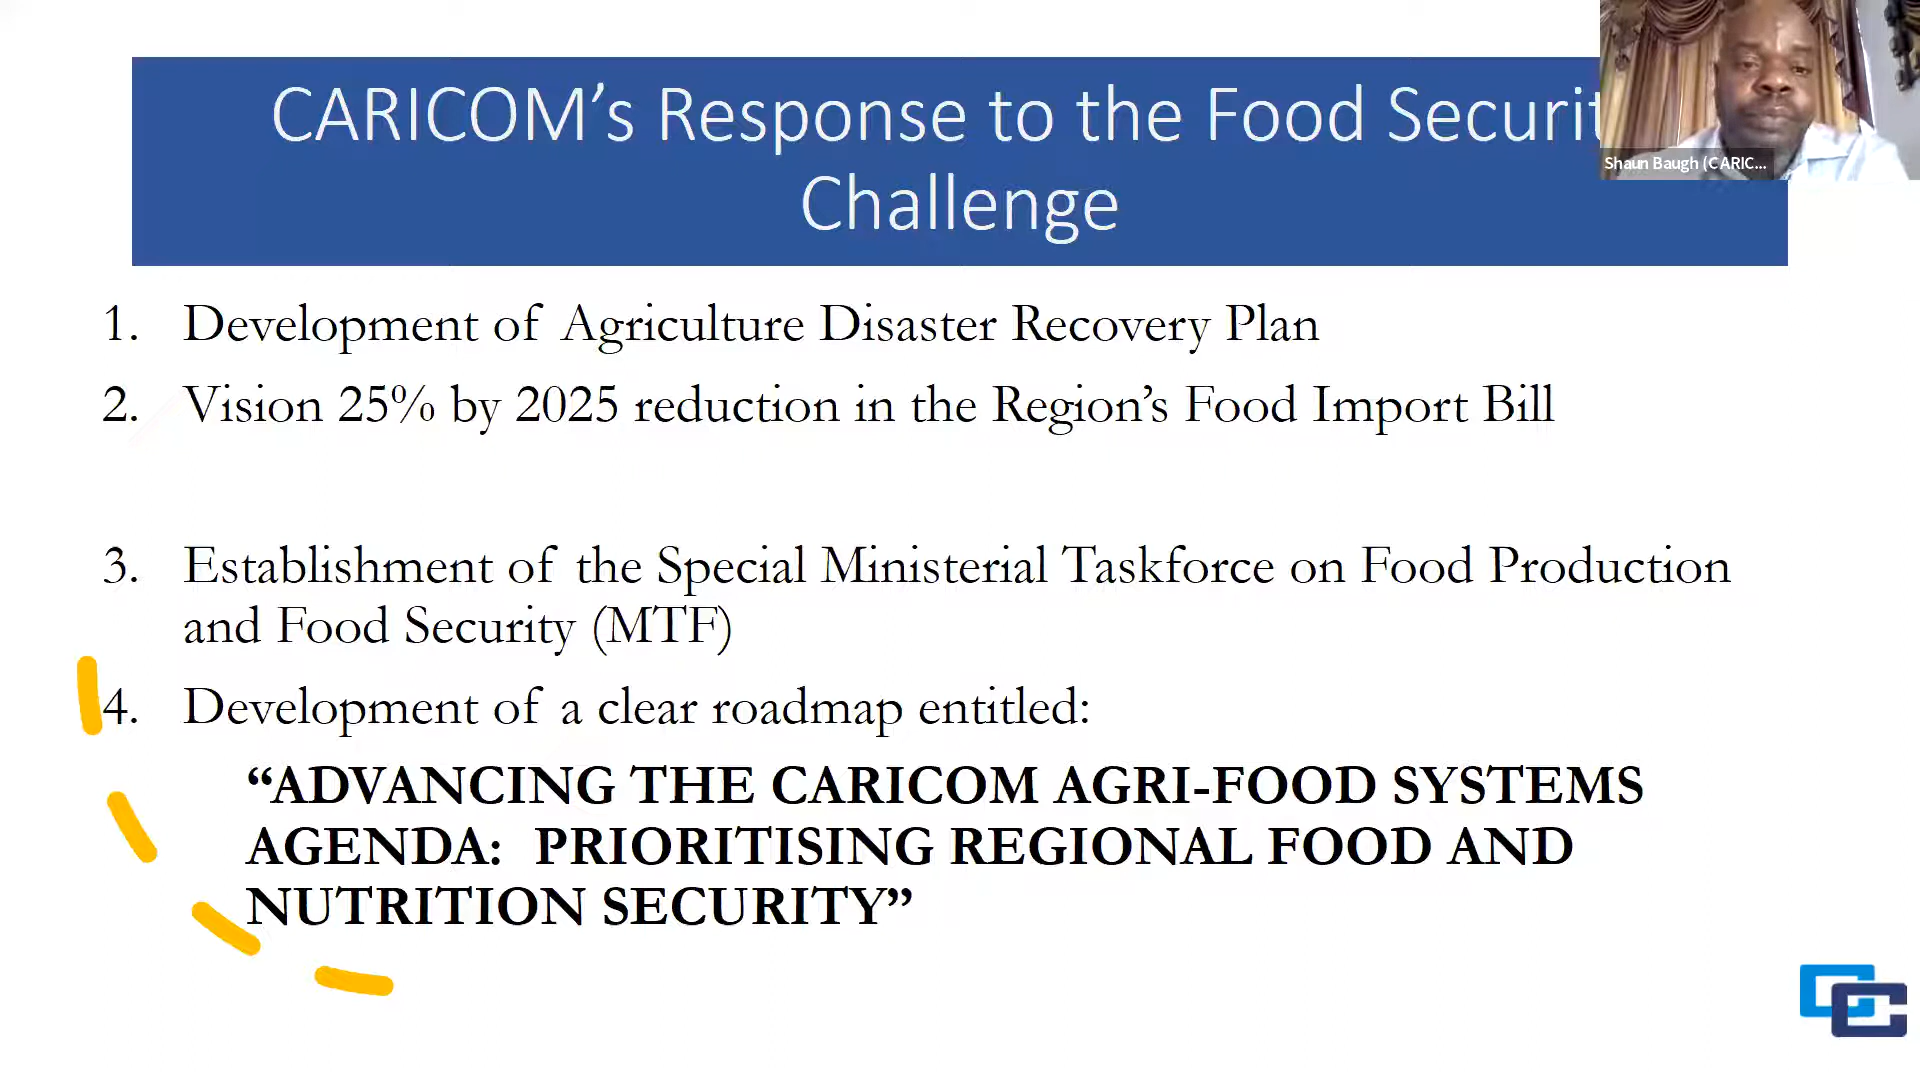 CARICOM’s Response to the Food Securit
Challenge
Shaun Baugh (CARIC...
1. Development of Agriculture Disaster Recovery Plan
2. Vision 25% by 2025 reduction in the Region’s Food Import Bill
3. Establishment of the Special Ministerial Taskforce on Food Production
and Food Security (MTF)
4. Development of a clear roadmap entitled:
“ADVANCING THE CARICOM AGRI-FOOD SYSTEMS
AGENDA: PRIORITISING REGIONAL FOOD AND
NUTRITION SECURITY”